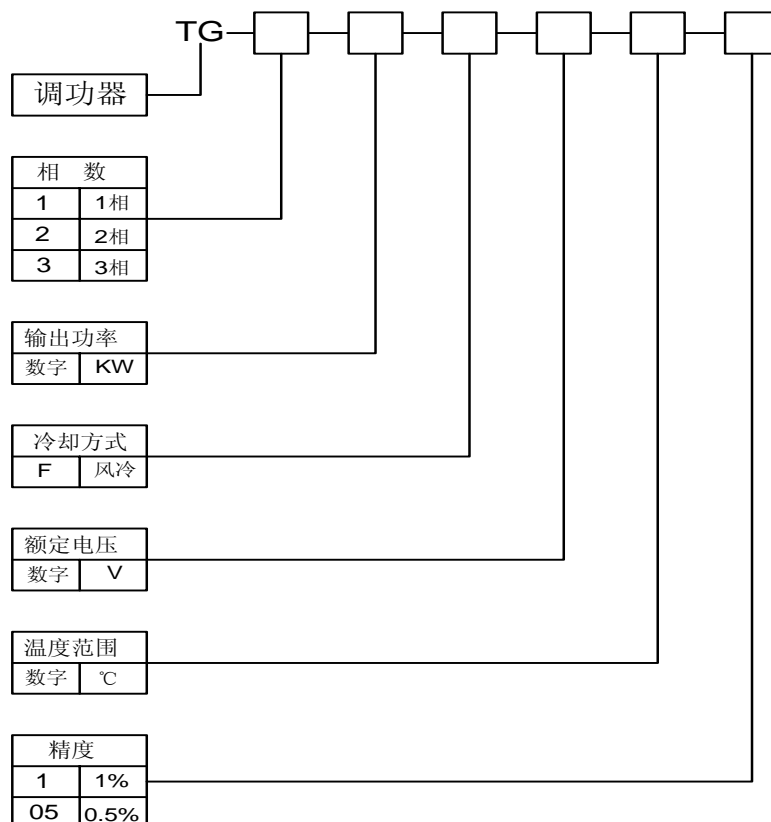 TG
调功器
相 数
1 1相
2 2相
3 3相
输出功率
数字 KW
冷却方式
F 风冷
额定电压
数字 V
温度范围
数字 ℃
精度
1 1%
05 0.5%